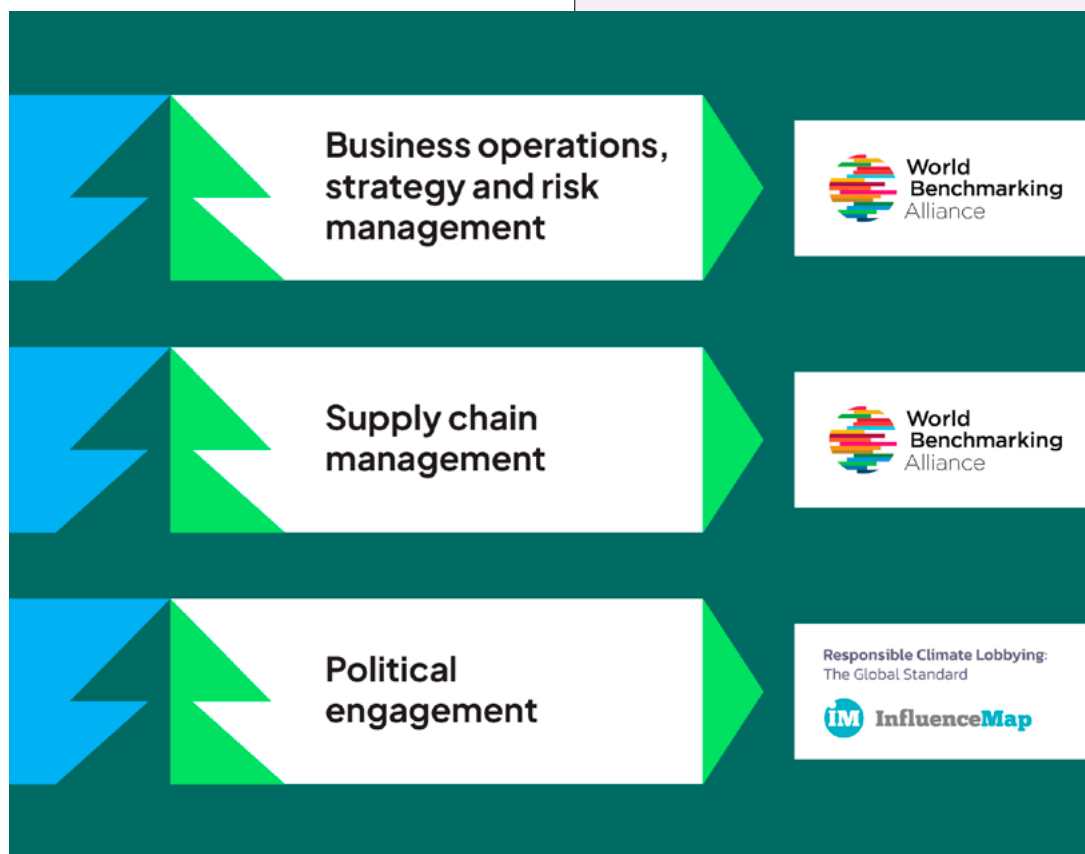 Business operations,
strategy and risk
management
World
Benchmarking
Alliance
Supply chain
management
World
Benchmarking
Alliance
Political
engagement
Responsible Climate Lobbying:
The Global Standard
IM InfluenceMap